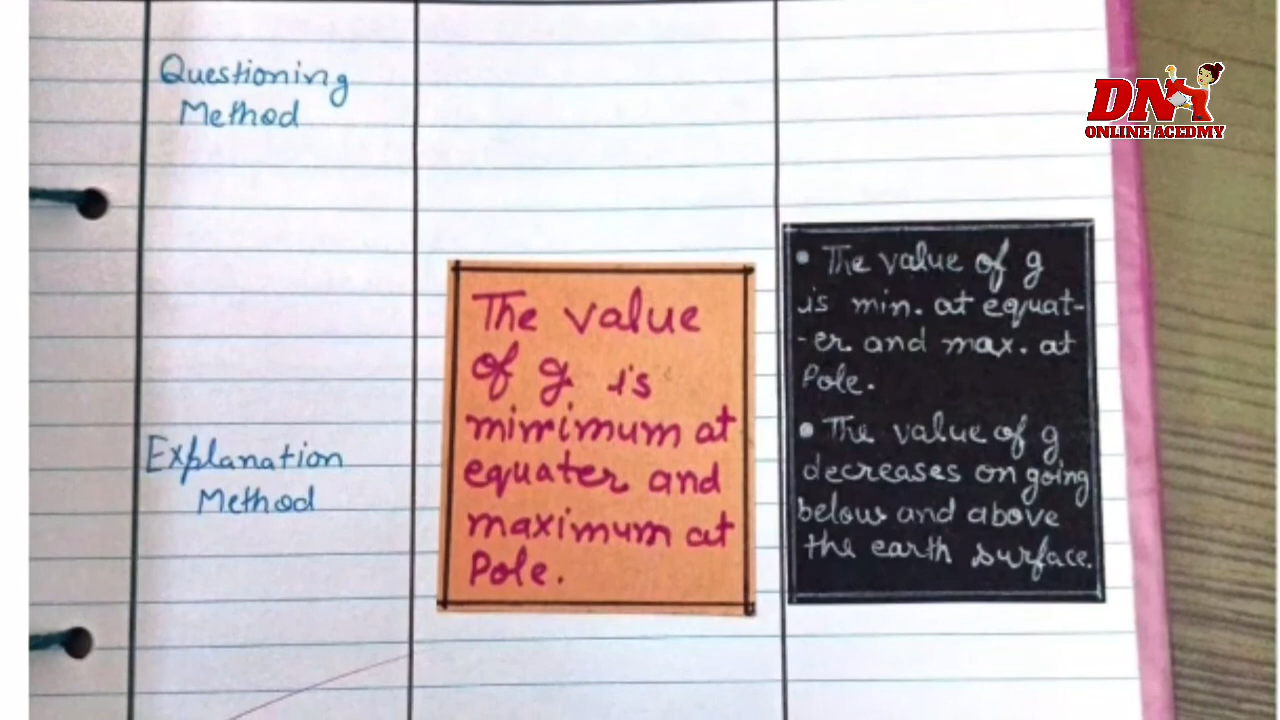 Questioning
Method
DNY
ONLINE ACEDMY
Explanation
Method
The value
of g is
minimum at
equater and
maximum at
Pole.
• The value of g
is min. at equat-
-er and max. at
Pole.
• The value of g
decreases on going
below and above
the earth surface.